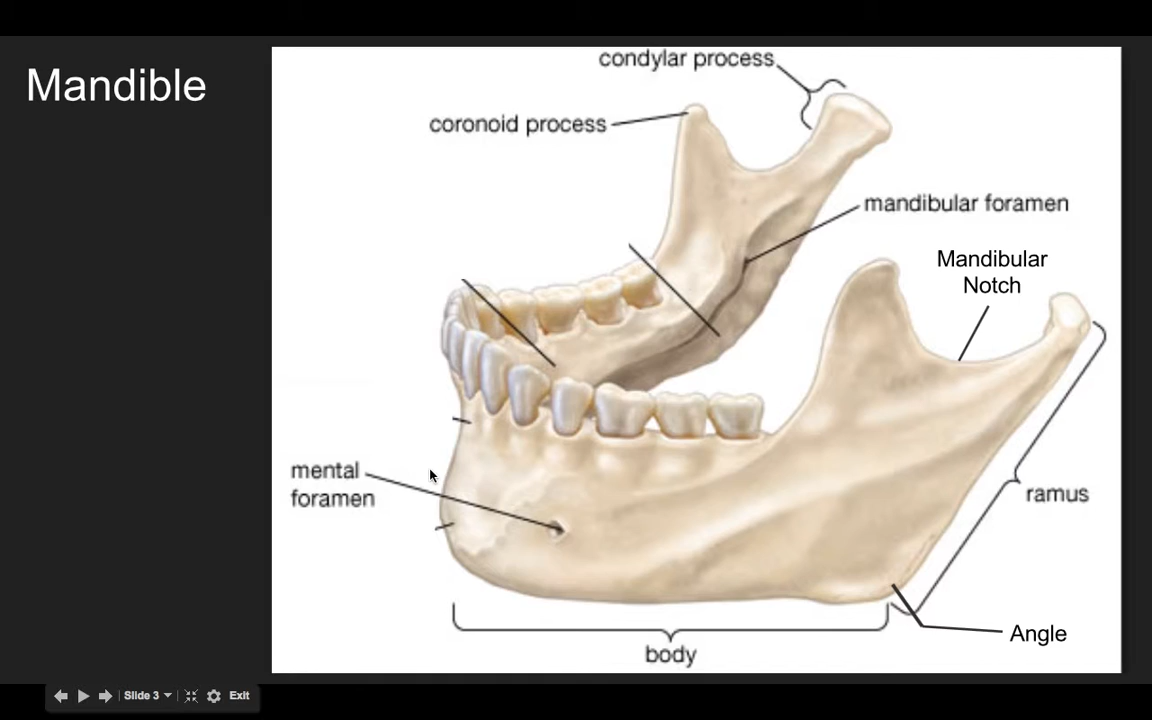 Mandible
condylar process
coronoid process
mandibular foramen
Mandibular
Notch
mental
foramen
ramus
Angle
body
Slide 3
Exit